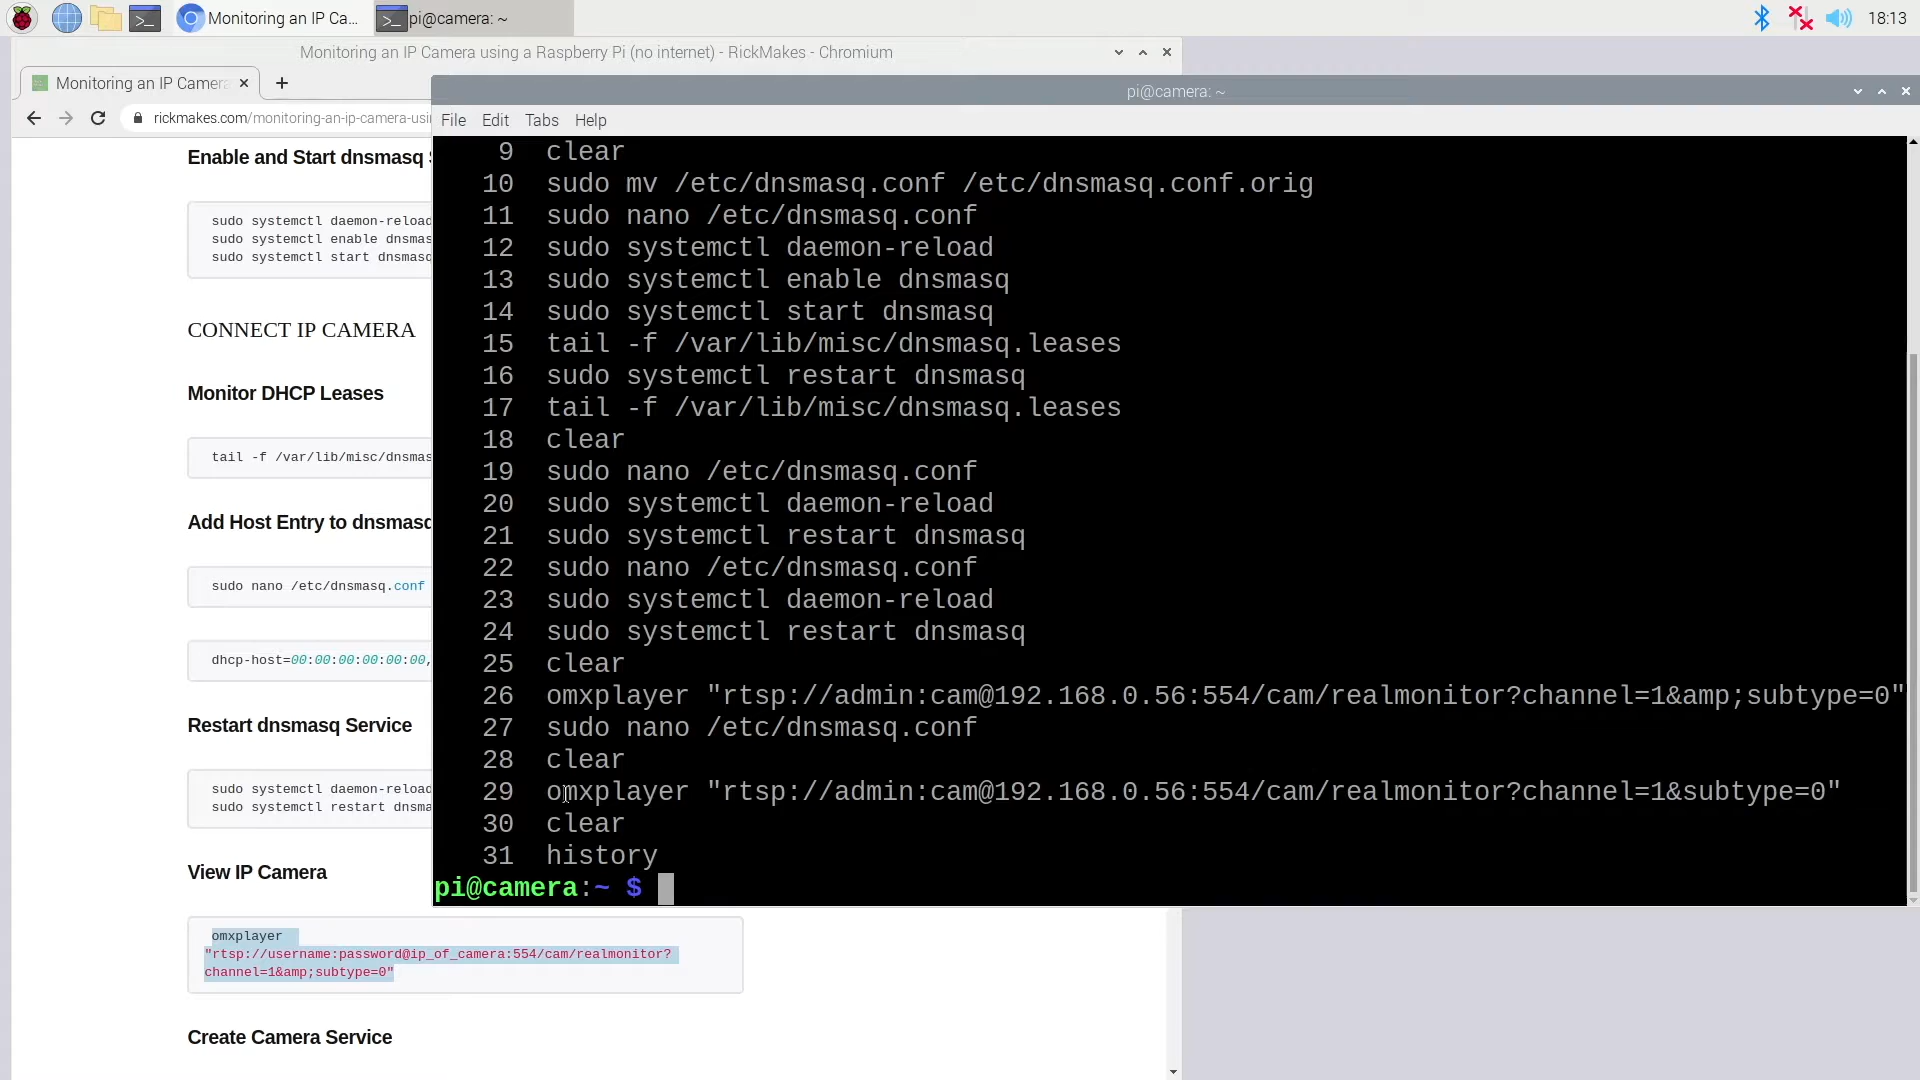 Monitoring an IP Ca...
pi@camera: ~
18:13
Monitoring an IP Camera using a Raspberry Pi (no internet) - RickMakes - Chromium
Monitoring an IP Camera
rickmakes.com/monitoring-an-ip-camera-usi
Enable and Start dnsmasq
sudo systemctl daemon-reload
sudo systemctl enable dnsmas
sudo systemctl start dnsmasq
CONNECT IP CAMERA
Monitor DHCP Leases
tail -f /var/lib/misc/dnsmas
Add Host Entry to dnsmasq
sudo nano /etc/dnsmasq.conf
dhcp-host=00:00:00:00:00:00,
Restart dnsmasq Service
sudo systemctl daemon-reload
sudo systemctl restart dnsma
View IP Camera
omxplayer
"rtsp://username:password@ip_of_camera:554/cam/realmonitor?
channel=1&amp;subtype=0"
Create Camera Service
pi@camera: ~
File Edit Tabs Help
9 clear
10 sudo mv /etc/dnsmasq.conf /etc/dnsmasq.conf.orig
11 sudo nano /etc/dnsmasq.conf
12 sudo systemctl daemon-reload
13 sudo systemctl enable dnsmasq
14 sudo systemctl start dnsmasq
15 tail -f /var/lib/misc/dnsmasq.leases
16 sudo systemctl restart dnsmasq
17 tail -f /var/lib/misc/dnsmasq.leases
18 clear
19 sudo nano /etc/dnsmasq.conf
20 sudo systemctl daemon-reload
21 sudo systemctl restart dnsmasq
22 sudo nano /etc/dnsmasq.conf
23 sudo systemctl daemon-reload
24 sudo systemctl restart dnsmasq
25 clear
26 omxplayer "rtsp://admin:cam@192.168.0.56:554/cam/realmonitor?channel=1&amp;subtype=0"
27 sudo nano /etc/dnsmasq.conf
28 clear
29 omxplayer "rtsp://admin:cam@192.168.0.56:554/cam/realmonitor?channel=1&subtype=0"
30 clear
31 history
pi@camera:~ $